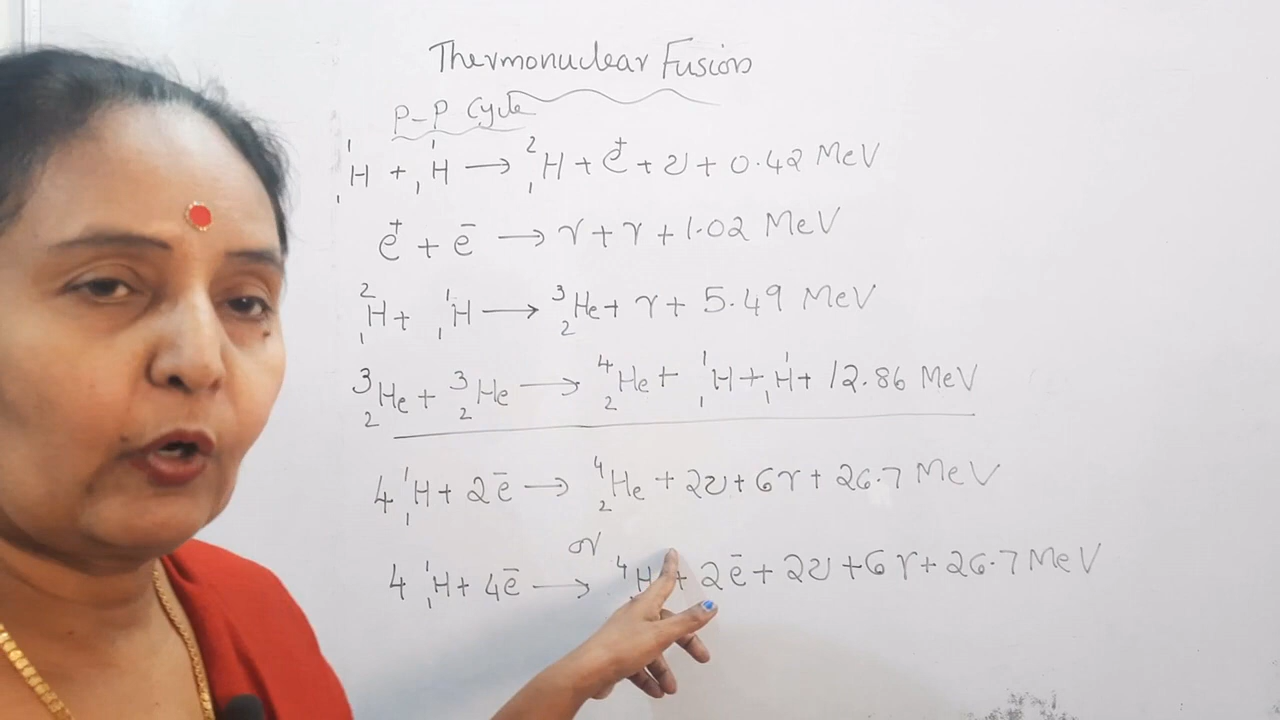 Thermonuclear Fusion
P-P Cycle
¹₁H + ¹₁H → ²₁H + e⁺ + ν + 0.42 MeV
e⁺ + e⁻ → γ + γ + 1.02 MeV
²₁H + ¹₁H → ³₂He + γ + 5.49 MeV
³₂He + ³₂He → ⁴₂He + ¹₁H + ¹₁H + 12.86 MeV
4 ¹₁H + 2e⁻ → ⁴₂He + 2ν + 6γ + 26.7 MeV
or
4 ¹₁H + 4e⁻ → ⁴H + 2e⁻ + 2ν + 6γ + 26.7 MeV